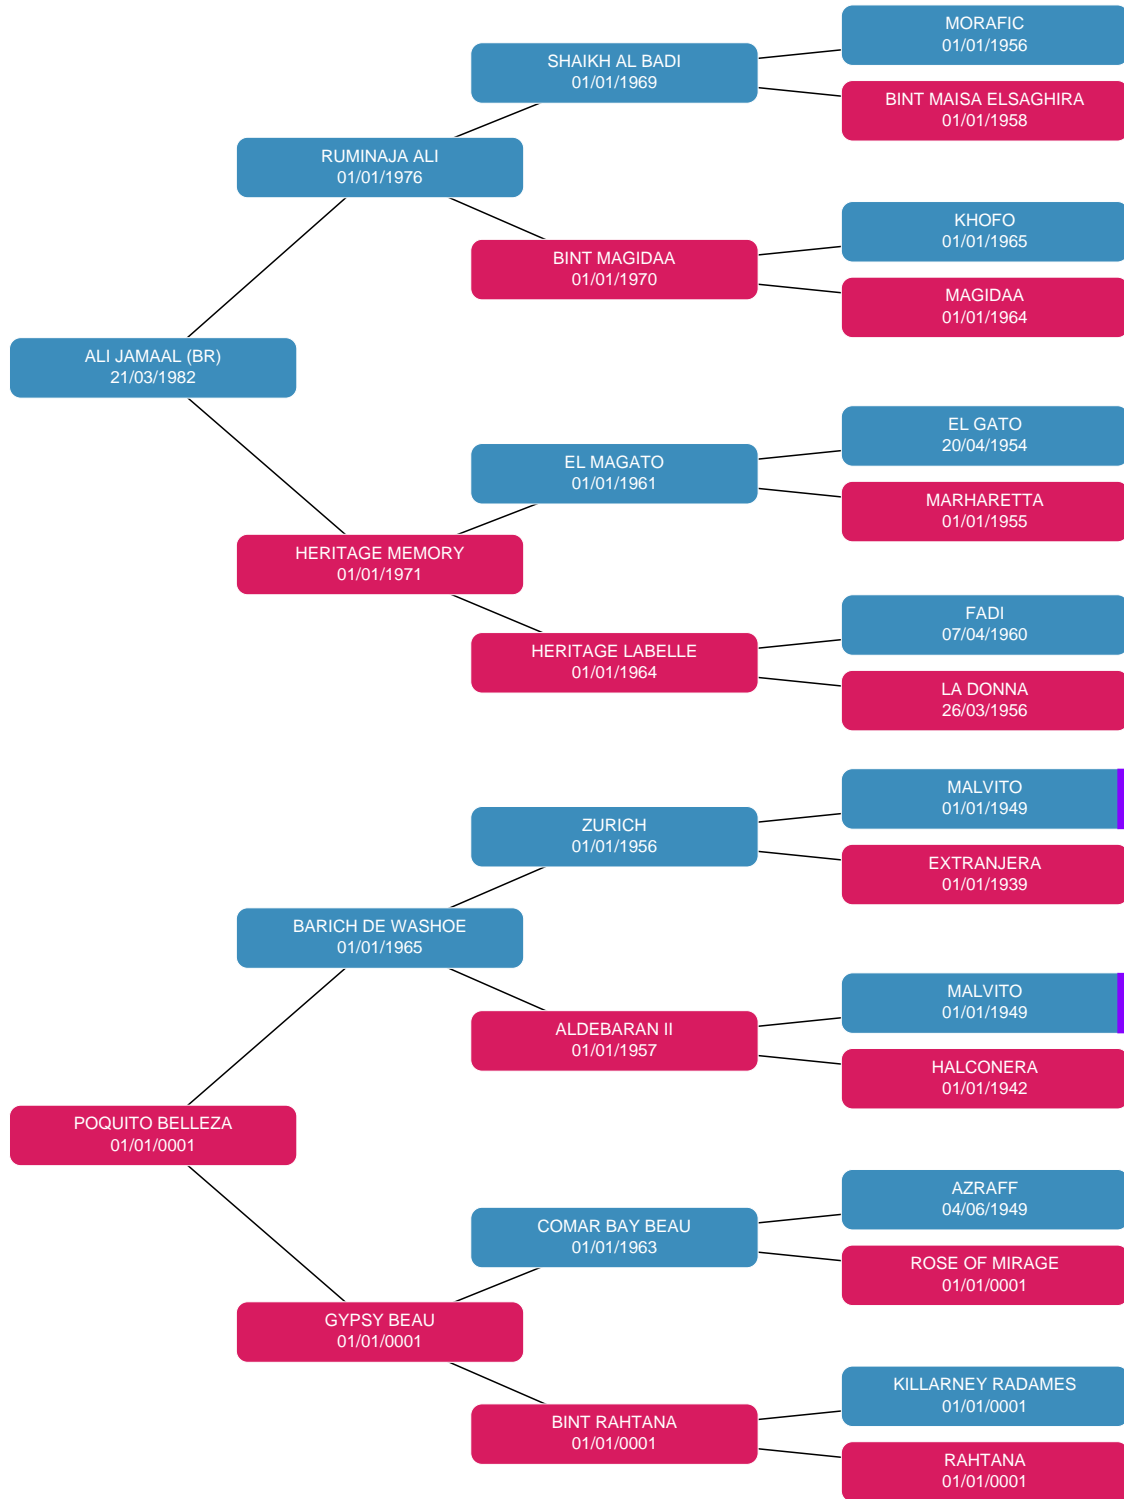 MORAFIC
01/01/1956
SHAIKH AL BADI
01/01/1969
BINT MAISA ELSAGHIRA
01/01/1958
RUMINAJA ALI
01/01/1976
KHOFO
01/01/1965
BINT MAGIDAA
01/01/1970
MAGIDAA
01/01/1964
ALI JAMAAL (BR)
21/03/1982
EL GATO
20/04/1954
EL MAGATO
01/01/1961
MARHARETTA
01/01/1955
HERITAGE MEMORY
01/01/1971
FADI
07/04/1960
HERITAGE LABELLE
01/01/1964
LA DONNA
26/03/1956
MALVITO
01/01/1949
ZURICH
01/01/1956
EXTRANJERA
01/01/1939
BARICH DE WASHOE
01/01/1965
MALVITO
01/01/1949
ALDEBARAN II
01/01/1957
HALCONERA
01/01/1942
POQUITO BELLEZA
01/01/0001
AZRAFF
04/06/1949
COMAR BAY BEAU
01/01/1963
ROSE OF MIRAGE
01/01/0001
GYPSY BEAU
01/01/0001
KILLARNEY RADAMES
01/01/0001
BINT RAHTANA
01/01/0001
RAHTANA
01/01/0001